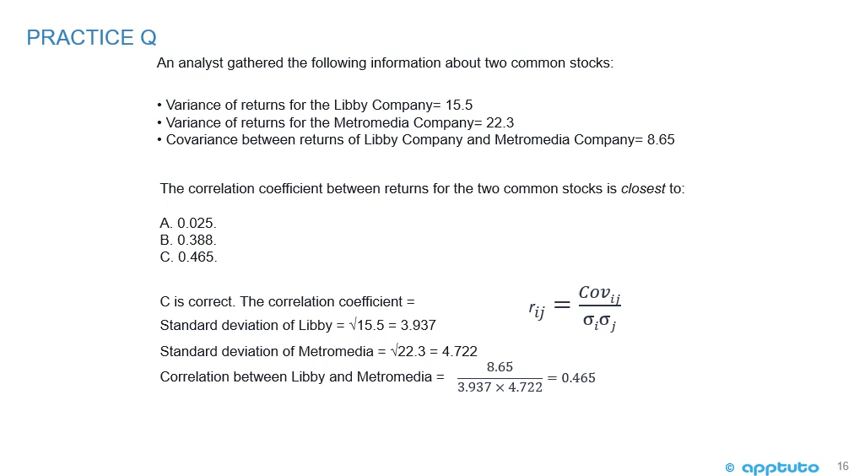 PRACTICE Q
An analyst gathered the following information about two common stocks:
• Variance of returns for the Libby Company= 15.5
• Variance of returns for the Metromedia Company= 22.3
• Covariance between returns of Libby Company and Metromedia Company= 8.65
The correlation coefficient between returns for the two common stocks is closest to:
A. 0.025.
B. 0.388.
C. 0.465.
C is correct. The correlation coefficient =
r_ij = Cov_ij / σ_iσ_j
Standard deviation of Libby = √15.5 = 3.937
Standard deviation of Metromedia = √22.3 = 4.722
Correlation between Libby and Metromedia = 8.65 / 3.937 × 4.722 = 0.465
© apptuto 16